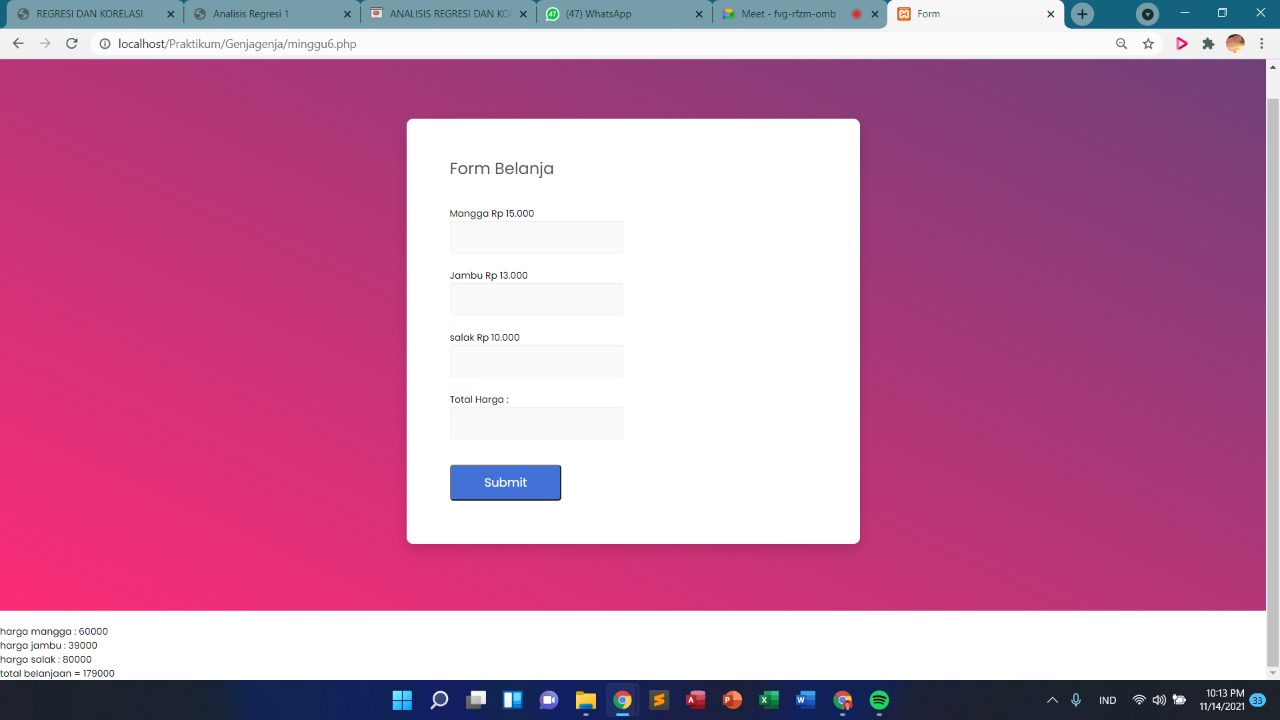 REGRESI DAN KORELASI
Analisis Regresi 1
ANALISIS REGRESI DAN KO
(47) WhatsApp
Meet - fvg-rfzm-omb
Form
localhost/Praktikum/Genjagenja/minggu6.php
Form Belanja
Mangga Rp 15.000
Jambu Rp 13.000
salak Rp 10.000
Total Harga :
Submit
harga mangga : 60000
harga jambu : 39000
harga salak : 80000
total belanjaan = 179000
IND
10:13 PM
11/14/2021
33